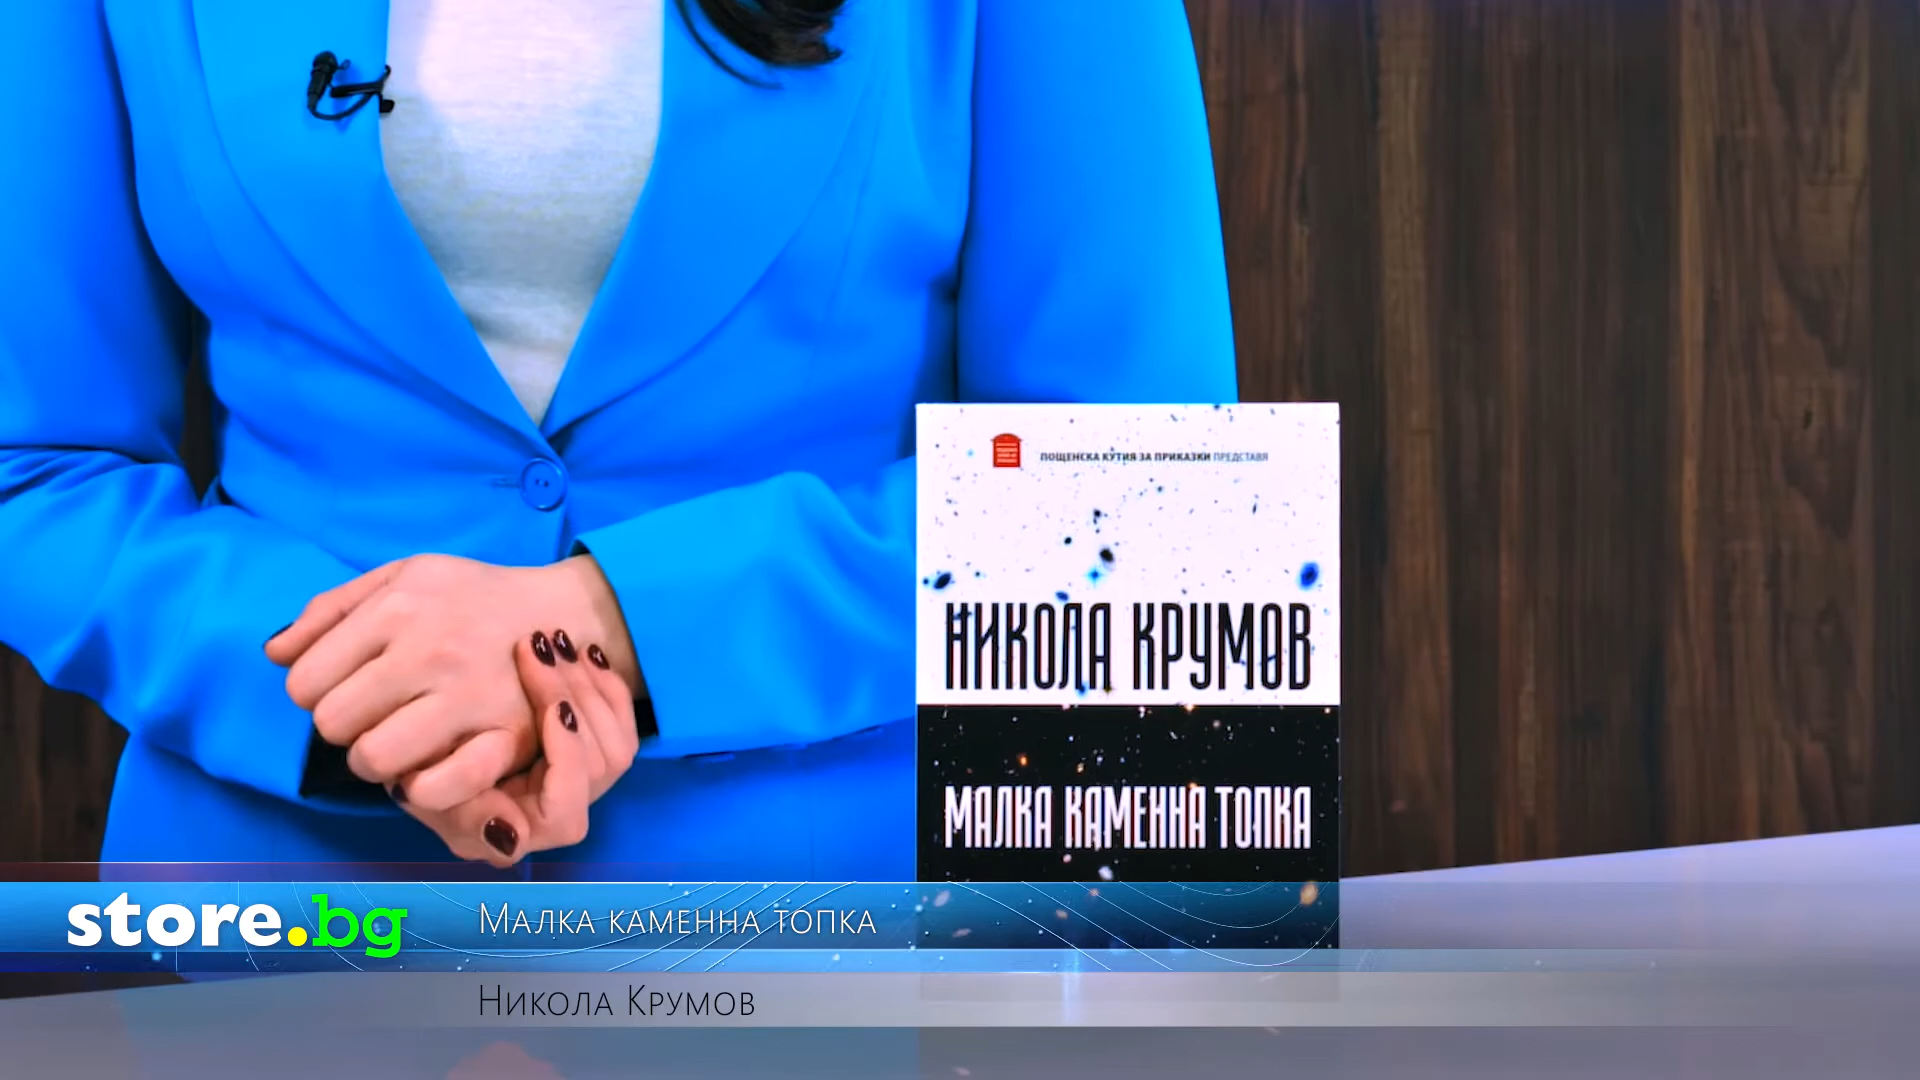 ПОЩЕНСКА КУТИЯ ЗА ПРИКАЗКИ ПРЕДСТАВЯ
НИКОЛА КРУМОВ
МАЛКА КАМЕННА ТОПКА
store.bg
Малка каменна топка
Никола Крумов